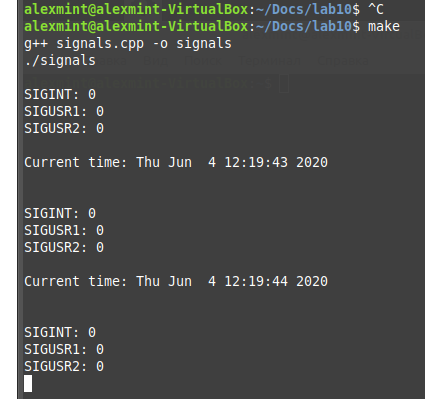 alexmint@alexmint-VirtualBox:~/Docs/lab10$ ^C
alexmint@alexmint-VirtualBox:~/Docs/lab10$ make
g++ signals.cpp -o signals
./signals
SIGINT: 0
SIGUSR1: 0
SIGUSR2: 0
Current time: Thu Jun  4 12:19:43 2020
SIGINT: 0
SIGUSR1: 0
SIGUSR2: 0
Current time: Thu Jun  4 12:19:44 2020
SIGINT: 0
SIGUSR1: 0
SIGUSR2: 0